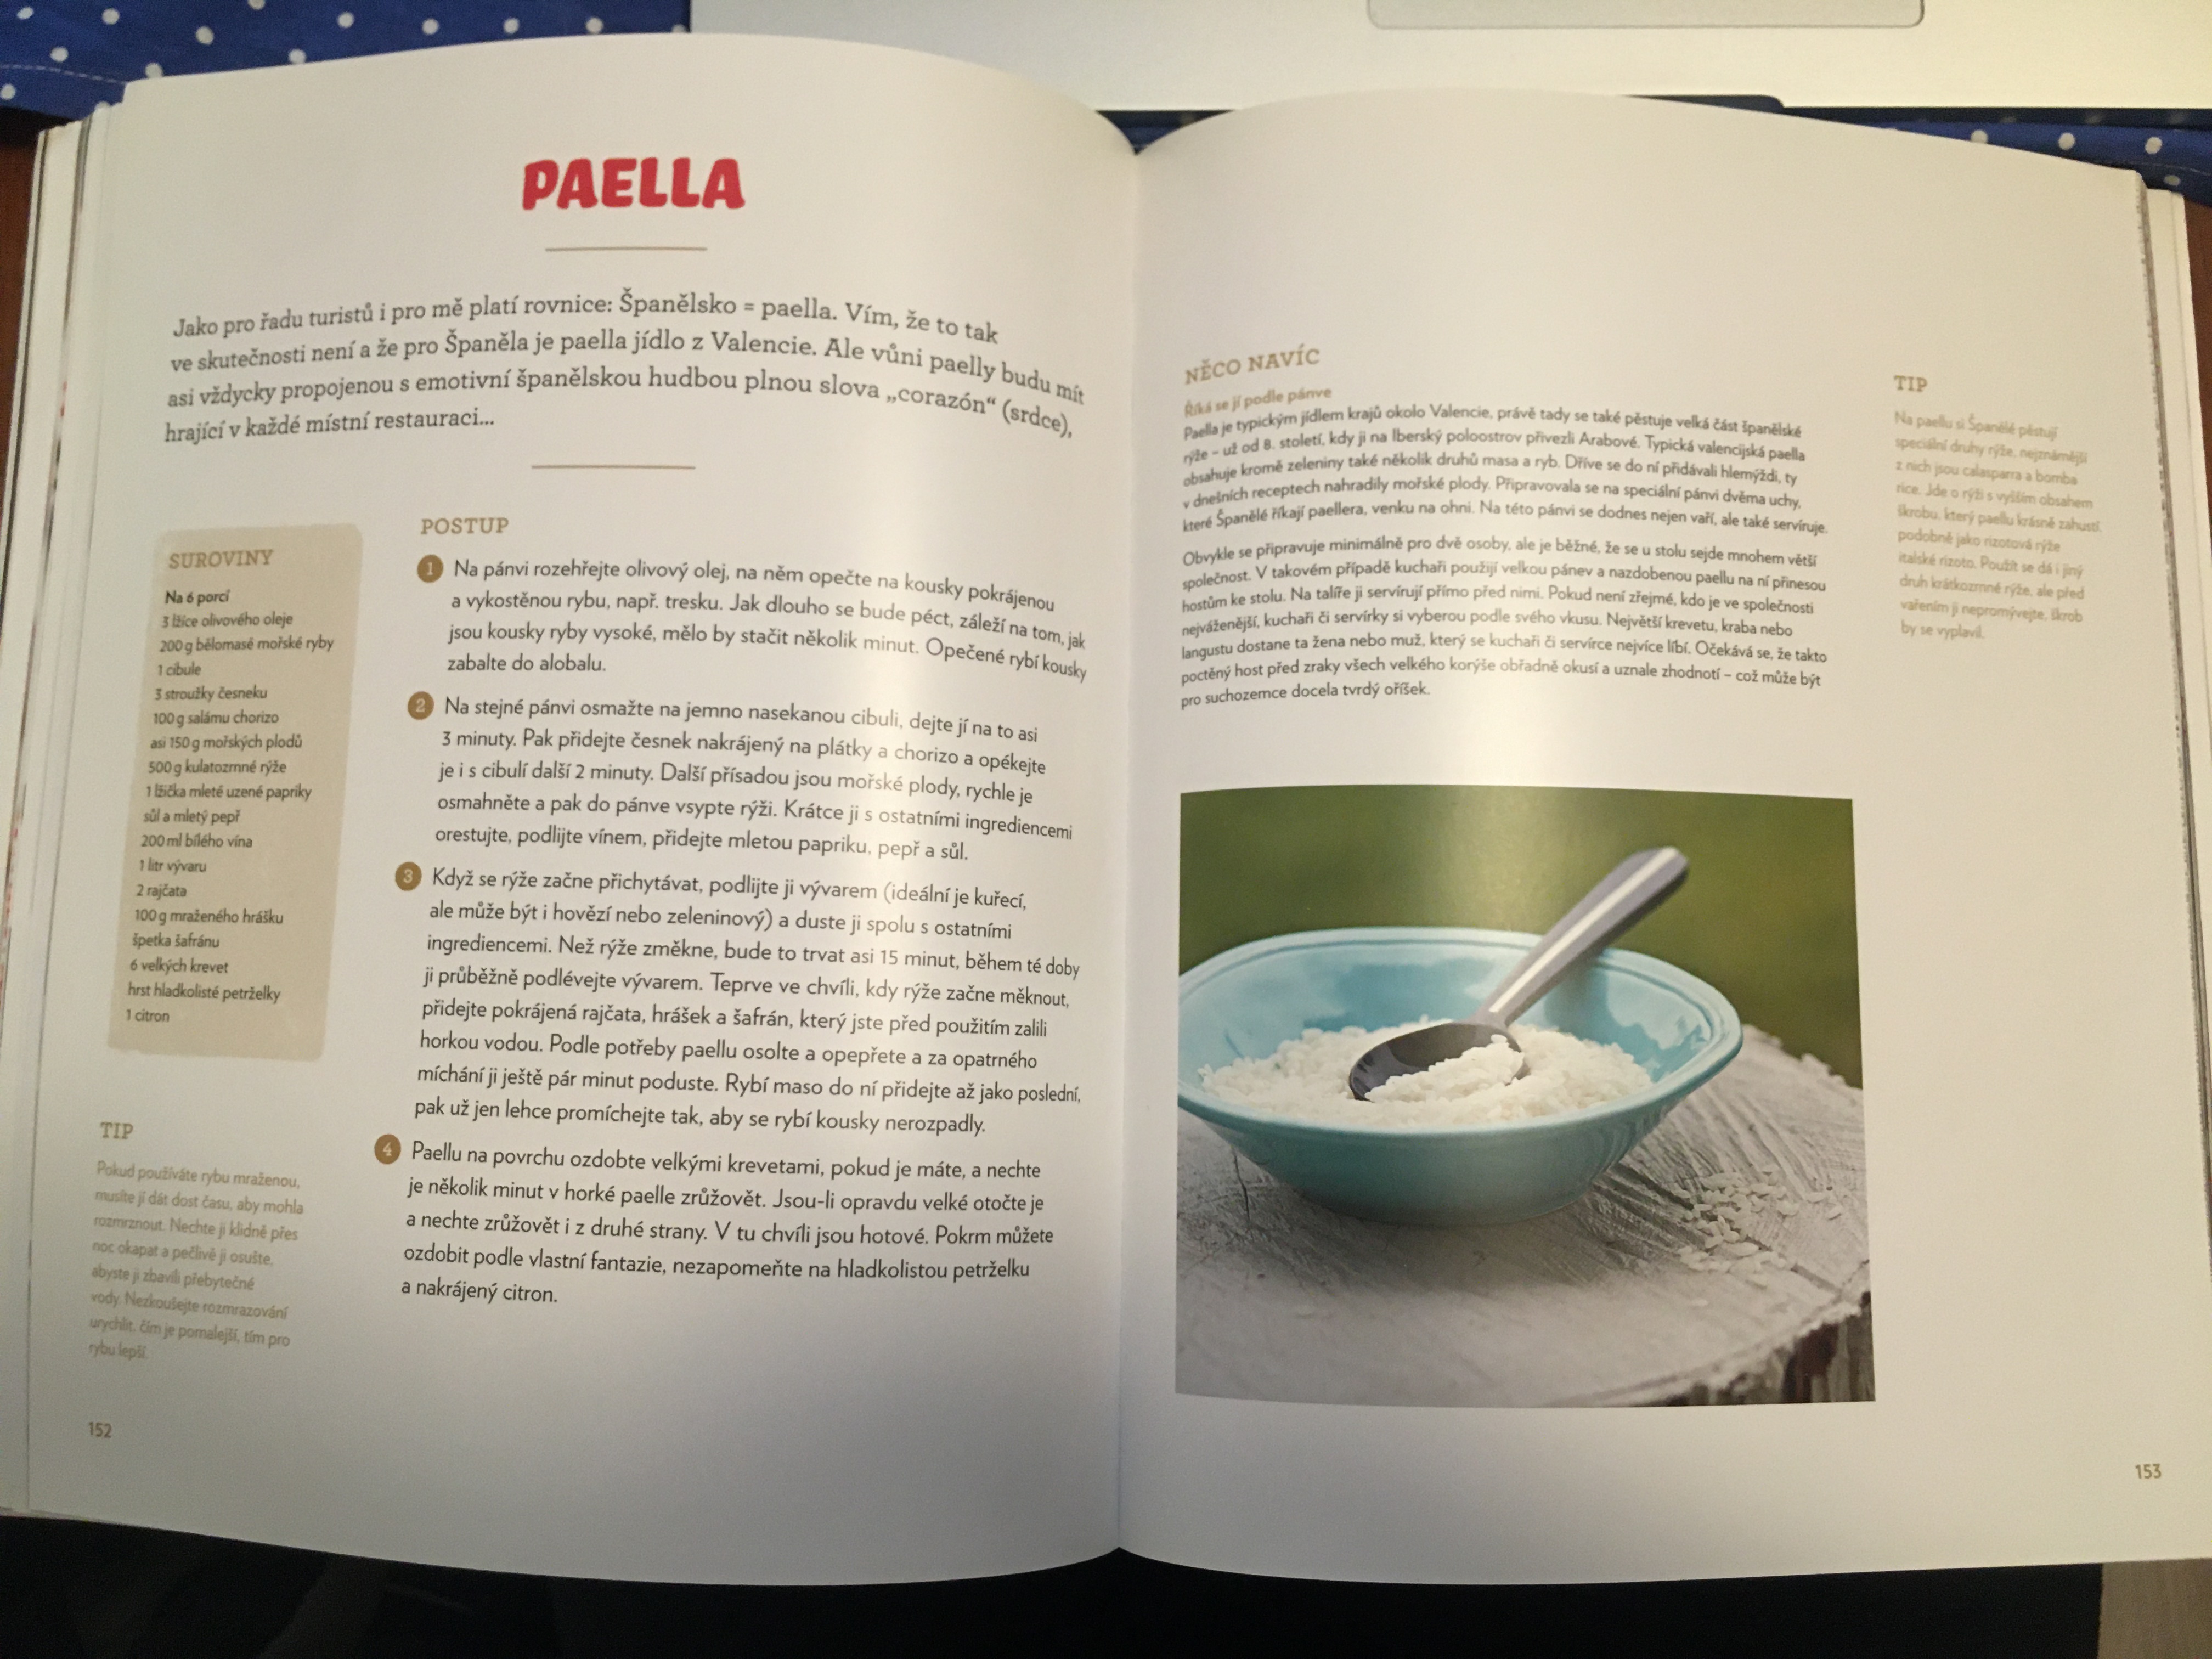 PAELLA
Jako pro řadu turistů i pro mě platí rovnice: Španělsko = paella. Vím, že to tak
ve skutečnosti není a že pro Španěla je paella jídlo z Valencie. Ale vůni paelly budu mít
asi vždycky propojenou s emotivní španělskou hudbou plnou slova „corazón“ (srdce),
hrající v každé místní restauraci...
SUROVINY
Na 6 porcí
3 lžíce olivového oleje
200 g bělomasé mořské ryby
1 cibule
3 stroužky česneku
100 g salámu chorizo
asi 150 g mořských plodů
500 g kulatozrnné rýže
1 lžička mleté uzené papriky
sůl a mletý pepř
200 ml bílého vína
1 litr vývaru
2 rajčata
100 g mraženého hrášku
špetka šafránu
6 velkých krevet
hrst hladkolisté petrželky
1 citron
TIP
Pokud používáte rybu mraženou,
musíte jí dát dost času, aby mohla
rozmrznout. Nechte ji klidně přes
noc okapat a pečlivě ji osušte,
abyste ji zbavili přebytečné
vody. Nezkoušejte rozmrazování
urychlit, čím je pomalejší, tím pro
rybu lepší.
152
POSTUP
1 Na pánvi rozehřejte olivový olej, na něm opečte na kousky pokrájenou
a vykostěnou rybu, např. tresku. Jak dlouho se bude péct, záleží na tom, jak
jsou kousky ryby vysoké, mělo by stačit několik minut. Opečené rybí kousky
zabalte do alobalu.
2 Na stejné pánvi osmažte na jemno nasekanou cibuli, dejte jí na to asi
3 minuty. Pak přidejte česnek nakrájený na plátky a chorizo a opékejte
je i s cibulí další 2 minuty. Další přísadou jsou mořské plody, rychle je
osmahněte a pak do pánve vsypte rýži. Krátce ji s ostatními ingrediencemi
orestujte, podlijte vínem, přidejte mletou papriku, pepř a sůl.
3 Když se rýže začne přichytávat, podlijte ji vývarem (ideální je kuřecí,
ale může být i hovězí nebo zeleninový) a duste ji spolu s ostatními
ingrediencemi. Než rýže změkne, bude to trvat asi 15 minut, během té doby
ji průběžně podlévejte vývarem. Teprve ve chvíli, kdy rýže začne měknout,
přidejte pokrájená rajčata, hrášek a šafrán, který jste před použitím zalili
horkou vodou. Podle potřeby paellu osolte a opepřete a za opatrného
míchání ji ještě pár minut poduste. Rybí maso do ní přidejte až jako poslední,
pak už jen lehce promíchejte tak, aby se rybí kousky nerozpadly.
4 Paellu na povrchu ozdobte velkými krevetami, pokud je máte, a nechte
je několik minut v horké paelle zrůžovět. Jsou-li opravdu velké otočte je
a nechte zrůžovět i z druhé strany. V tu chvíli jsou hotové. Pokrm můžete
ozdobit podle vlastní fantazie, nezapomeňte na hladkolistou petrželku
a nakrájený citron.
NĚCO NAVÍC
Říká se jí podle pánve
Paella je typickým jídlem krajů okolo Valencie, právě tady se také pěstuje velká část španělské
rýže – už od 8. století, kdy ji na Iberský poloostrov přivezli Arabové. Typická valencijská paella
obsahuje kromě zeleniny také několik druhů masa a ryb. Dříve se do ní přidávali hlemýždi, ty
v dnešních receptech nahradily mořské plody. Připravovala se na speciální pánvi dvěma uchy,
které Španělé říkají paellera, venku na ohni. Na této pánvi se dodnes nejen vaří, ale také servíruje.
Obvykle se připravuje minimálně pro dvě osoby, ale je běžné, že se u stolu sejde mnohem větší
společnost. V takovém případě kuchaři použijí velkou pánev a nazdobenou paellu na ní přinesou
hostům ke stolu. Na talíře ji servírují přímo před nimi. Pokud není zřejmé, kdo je ve společnosti
nejváženější, kuchaři či servírky si vyberou podle svého vkusu. Největší krevetu, kraba nebo
langustu dostane ta žena nebo muž, který se kuchaři či servírce nejvíce líbí. Očekává se, že takto
poctěný host před zraky všech velkého korýše obřadně okusí a uznale zhodnotí – což může být
pro suchozemce docela tvrdý oříšek.
TIP
Na paellu si Španělé pěstují
speciální druhy rýže, nejznámější
z nich jsou calasparra a bomba
rice. Jde o rýži s vyšším obsahem
škrobu, který paellu krásně zahustí,
podobně jako rizotová rýže
italské rizoto. Použít se dá i jiný
druh krátkozrnné rýže, ale před
vařením ji nepromývejte, škrob
by se vyplavil.
153